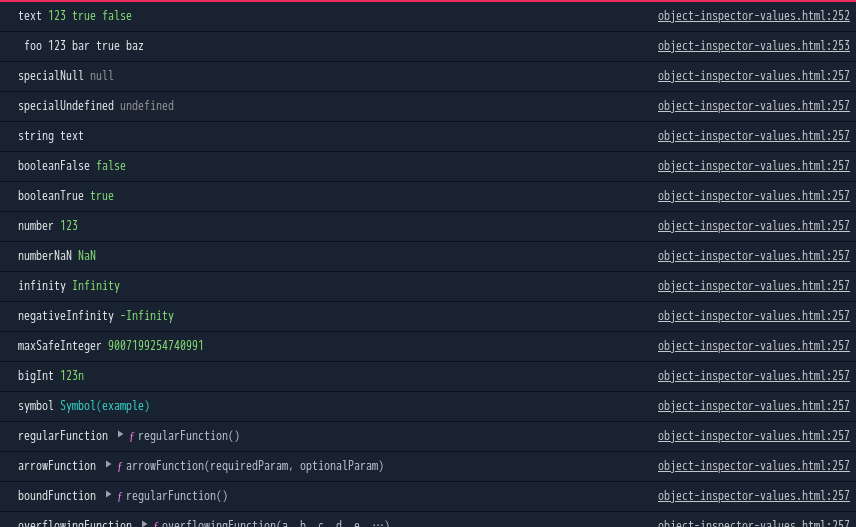 text 123 true false object-inspector-values.html:252
foo 123 bar true baz object-inspector-values.html:253
specialNull null object-inspector-values.html:257
specialUndefined undefined object-inspector-values.html:257
string text object-inspector-values.html:257
booleanFalse false object-inspector-values.html:257
booleanTrue true object-inspector-values.html:257
number 123 object-inspector-values.html:257
numberNaN NaN object-inspector-values.html:257
infinity Infinity object-inspector-values.html:257
negativeInfinity -Infinity object-inspector-values.html:257
maxSafeInteger 9007199254740991 object-inspector-values.html:257
bigInt 123n object-inspector-values.html:257
symbol Symbol(example) object-inspector-values.html:257
regularFunction ▶ ƒ regularFunction() object-inspector-values.html:257
arrowFunction ▶ ƒ arrowFunction(requiredParam, optionalParam) object-inspector-values.html:257
boundFunction ▶ ƒ regularFunction() object-inspector-values.html:257
overflowingFunction ▶ ƒ overflowingFunction(a, b, c, d, e, …) object-inspector-values.html:257